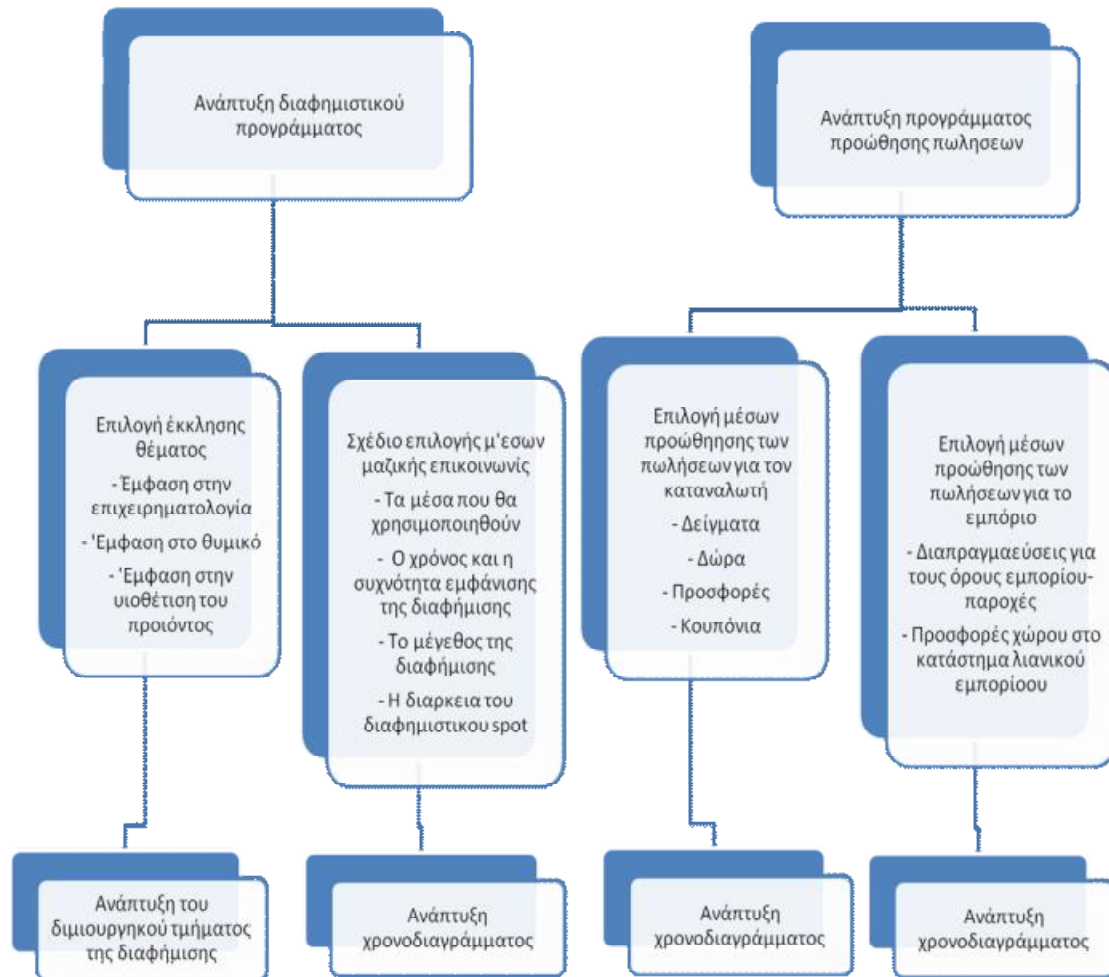 Ανάπτυξη διαφημιστικού
προγράμματος
Ανάπτυξη προγράμματος
προώθησης πωλησεων
Επιλογή έκκλησης
θέματος
- Έμφαση στην
επιχειρηματολογία
- 'Εμφαση στο θυμικό
- 'Εμφαση στην
υιοθέτιση του
προιόντος
Σχέδιο επιλογής μ'εσων
μαζικής επικοινωνίς
- Τα μέσα που θα
χρησιμοποιηθούν
- Ο χρόνος και η
συχνότητα εμφάνισης
της διαφήμισης
- Το μέγεθος της
διαφήμισης
- Η διαρκεια του
διαφημιστικου spot
Επιλογή μέσων
προώθηησης των
πωλήσεων για τον
καταναλωτή
- Δείγματα
- Δώρα
- Προσφορές
- Κουπόνια
Επιλογή μέσων
προώθησης των
πωλήσεων για το
εμπόριο
- Διαπραγμαεύσεις για
τους όρους εμπορίου-
παροχές
- Προσφορές χώρου στο
κατάστημα λιανικού
εμπορίοου
Ανάπτυξη του
διμιουργηκού τμήματος
της διαφήμισης
Ανάπτυξη
χρονοδιαγράμματος
Ανάπτυξη
χρονοδιαγράμματος
Ανάπτυξη
χρονοδιαγράμματος